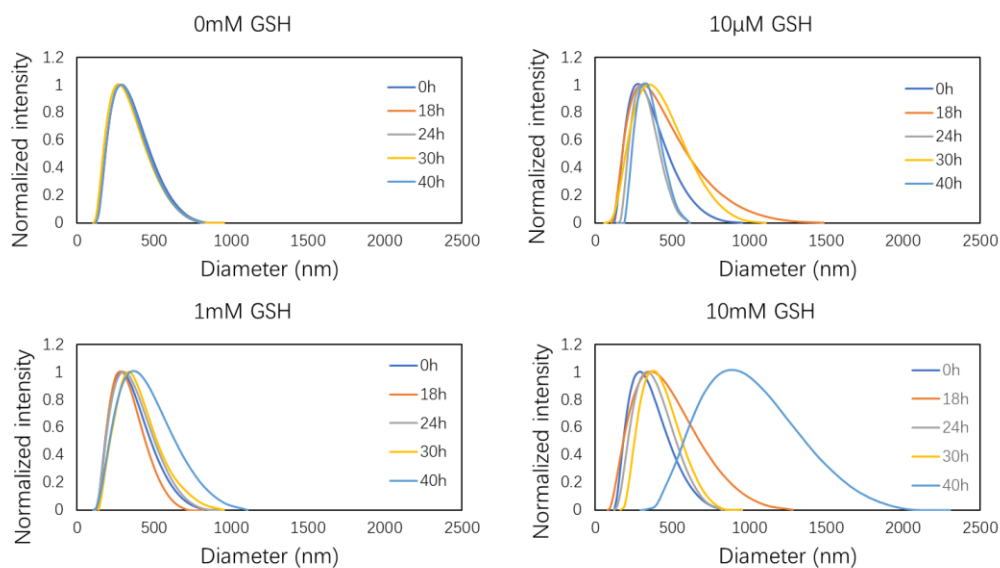 0mM GSH
Normalized intensity
1.2
1
0.8
0.6
0.4
0.2
0
0 500 1000 1500 2000 2500
Diameter (nm)
0h
18h
24h
30h
40h
10μM GSH
Normalized intensity
1.2
1
0.8
0.6
0.4
0.2
0
0 500 1000 1500 2000 2500
Diameter (nm)
0h
18h
24h
30h
40h
1mM GSH
Normalized intensity
1.2
1
0.8
0.6
0.4
0.2
0
0 500 1000 1500 2000 2500
Diameter (nm)
0h
18h
24h
30h
40h
10mM GSH
Normalized intensity
1.2
1
0.8
0.6
0.4
0.2
0
0 500 1000 1500 2000 2500
Diameter (nm)
0h
18h
24h
30h
40h